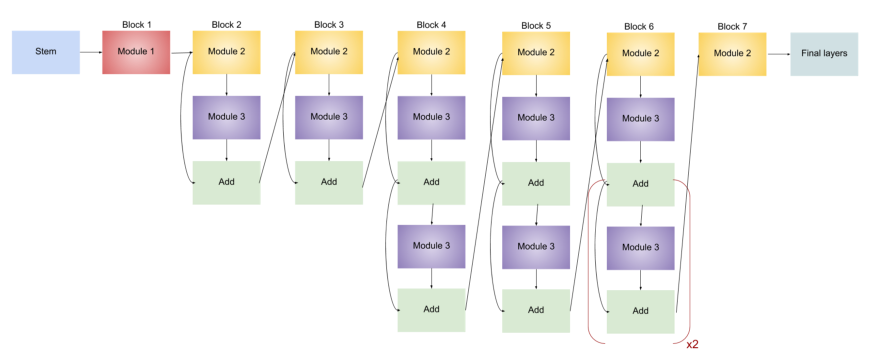 Block 1
Block 2
Block 3
Block 4
Block 5
Block 6
Block 7
Stem
Module 1
Module 2
Module 2
Module 2
Module 2
Module 2
Module 2
Final layers
Module 3
Module 3
Module 3
Module 3
Module 3
Add
Add
Add
Add
Add
Module 3
Module 3
Module 3
Add
Add
Add
x2